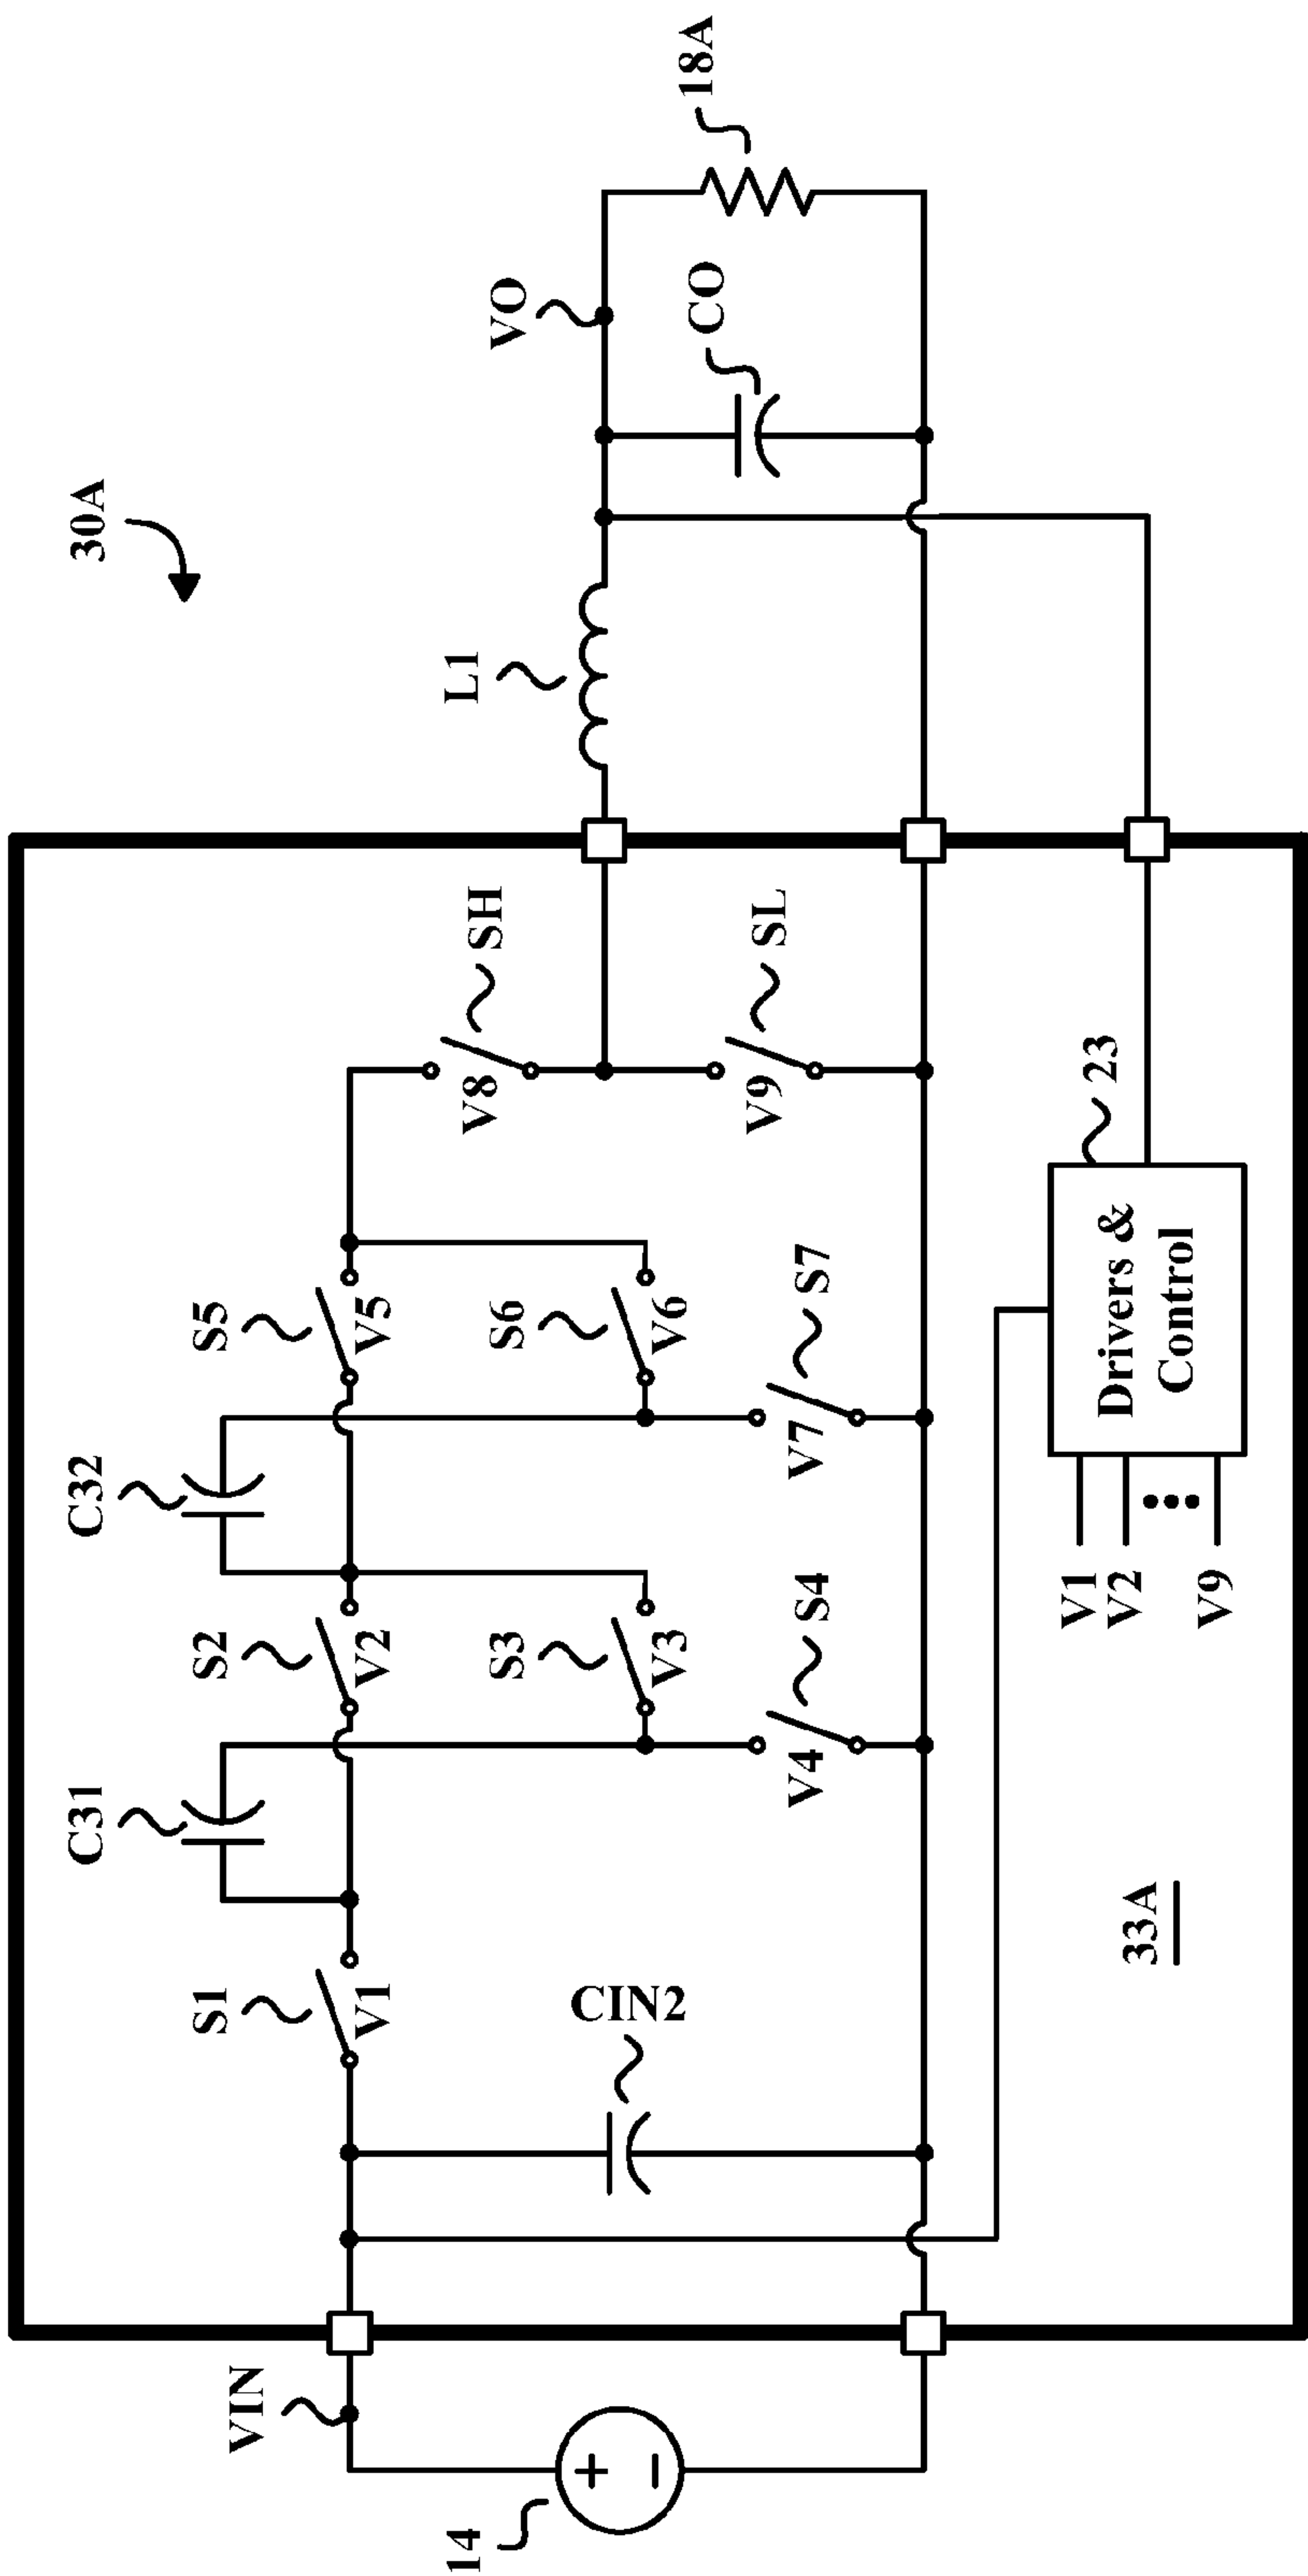 30A
C31
C32
S1
S2
S5
V1
V2
V5
VIN
S3
S6
V3
V6
SH
V8
L1
VO
14
CIN2
S4
S7
V4
V7
SL
V9
CO
18A
33A
V1
V2
V9
Drivers &
Control
23